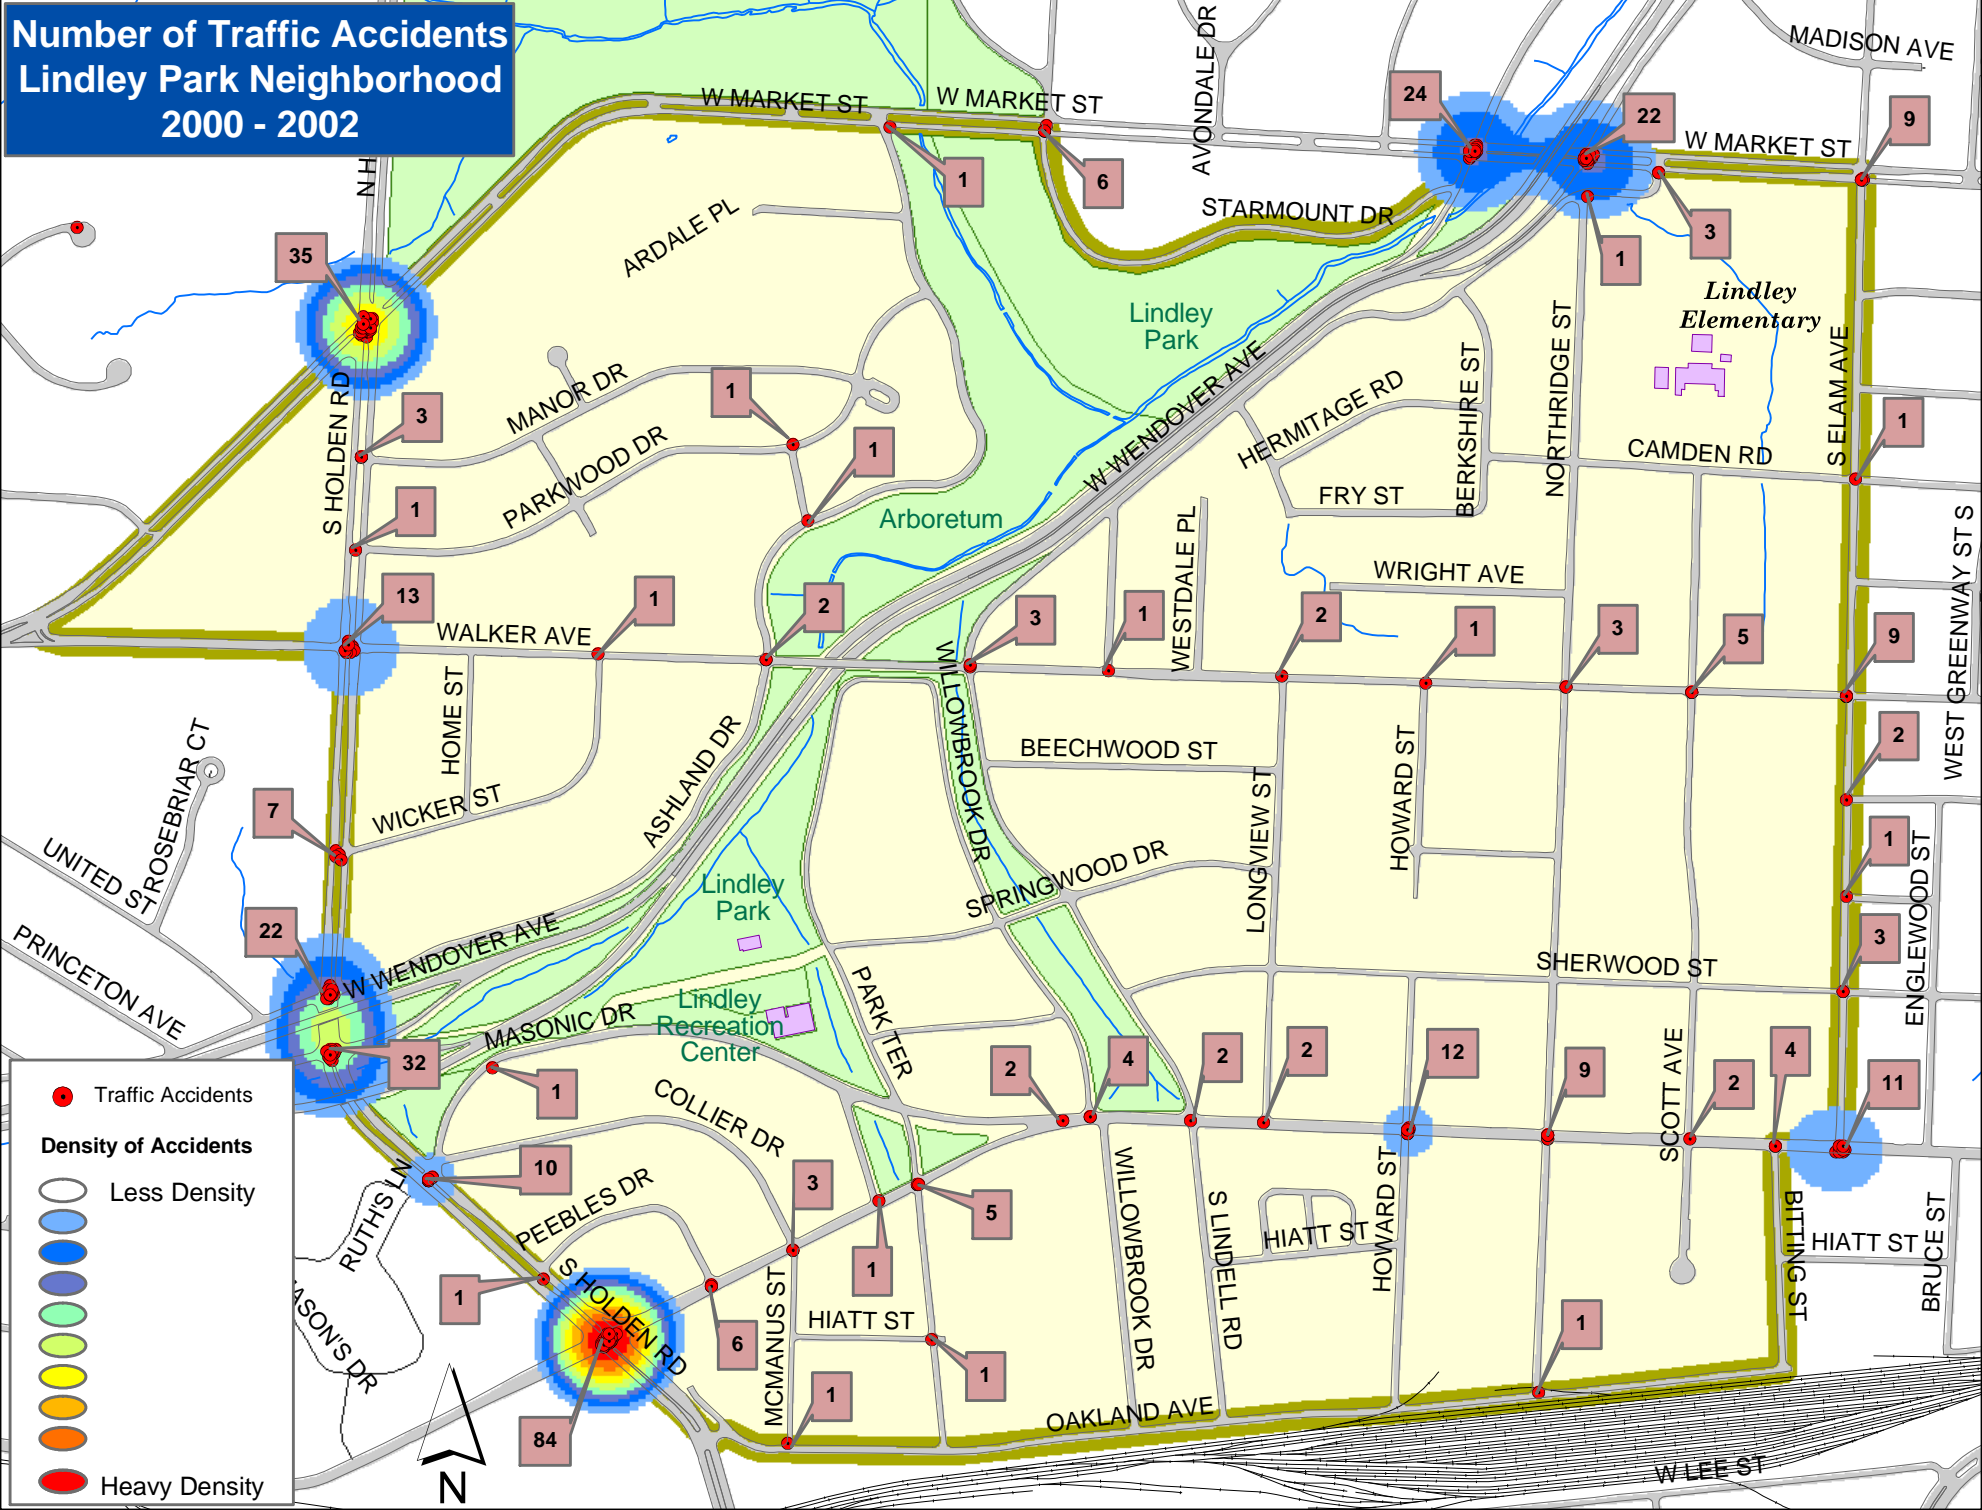 Number of Traffic Accidents
Lindley Park Neighborhood
2000 - 2002
MADISON AVE
AVONDALE DR
W MARKET ST
W MARKET ST
W MARKET ST
24
22
9
1
6
3
1
N H
STARMOUNT DR
ARDALE PL
35
Lindley
Park
Lindley
Elementary
S HOLDEN RD
3
MANOR DR
1
PARKWOOD DR
1
1
W WENDOVER AVE
HERMITAGE RD
BERKSHIRE ST
NORTHRIDGE ST
S ELAM AVE
CAMDEN RD
1
FRY ST
Arboretum
WESTDALE PL
WRIGHT AVE
WEST GREENWAY ST S
13
WALKER AVE
1
2
3
1
2
1
3
5
9
HOME ST
WILLOWBROOK DR
ROSEBRIAR CT
ASHLAND DR
BEECHWOOD ST
LONGVIEW ST
HOWARD ST
2
7
WICKER ST
UNITED ST
SPRINGWOOD DR
1
ENGLEWOOD ST
Lindley
Park
22
W WENDOVER AVE
PRINCETON AVE
3
SHERWOOD ST
PARK TER
Lindley
Recreation
Center
MASONIC DR
32
1
COLLIER DR
2
4
2
2
12
9
SCOTT AVE
2
4
11
Traffic Accidents
Density of Accidents
Less Density
Heavy Density
RUTH'S LN
10
PEEBLES DR
3
5
1
WILLOWBROOK DR
S LINDELL RD
HIATT ST
HOWARD ST
BITTING ST
HIATT ST
BRUCE ST
1
S HOLDEN RD
ASON'S DR
6
MCMANUS ST
HIATT ST
1
1
1
84
OAKLAND AVE
W LEE ST
N